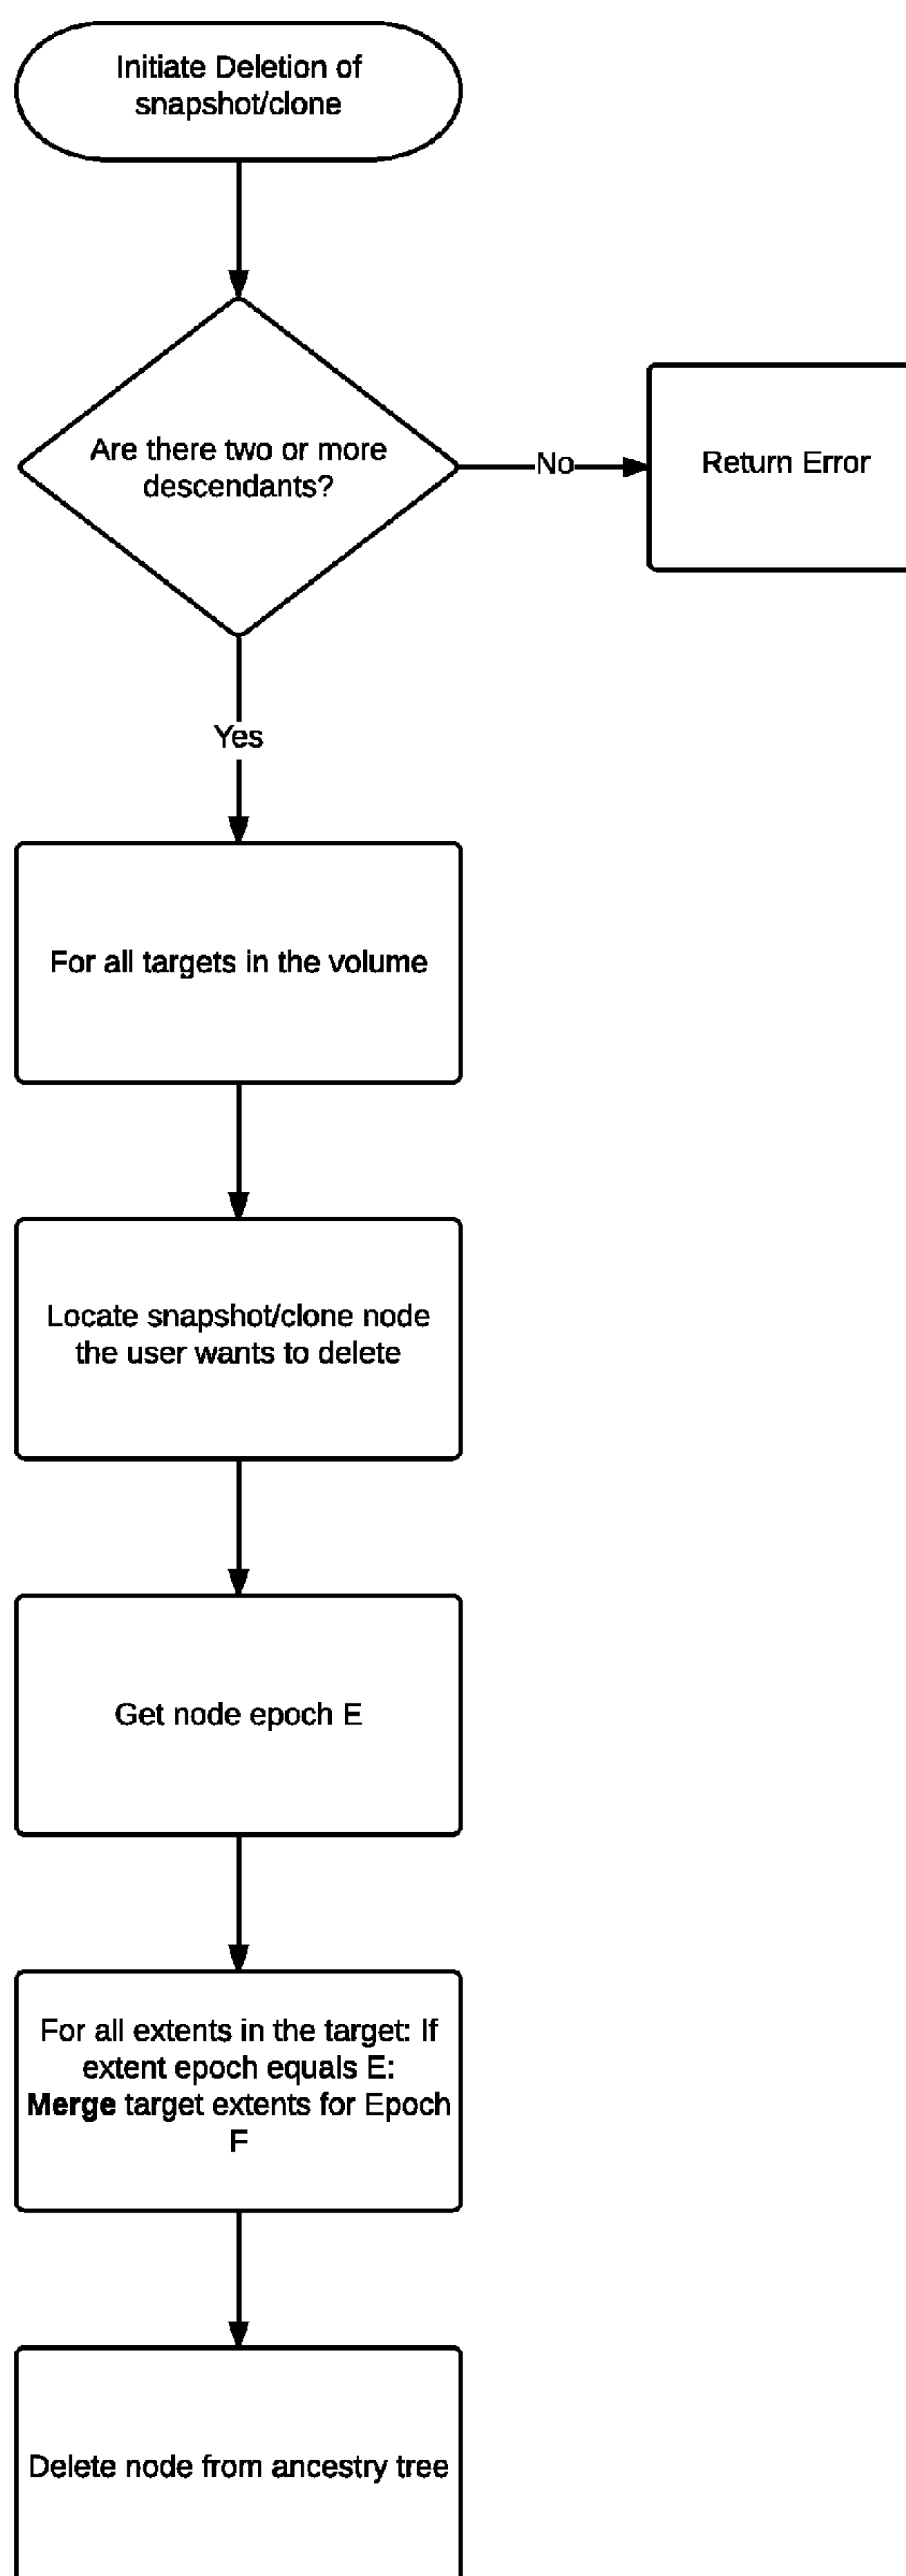 Initiate Deletion of
snapshot/clone
Are there two or more
descendants?
No
Return Error
Yes
For all targets in the volume
Locate snapshot/clone node
the user wants to delete
Get node epoch E
For all extents in the target: If
extent epoch equals E:
Merge target extents for Epoch
F
Delete node from ancestry tree